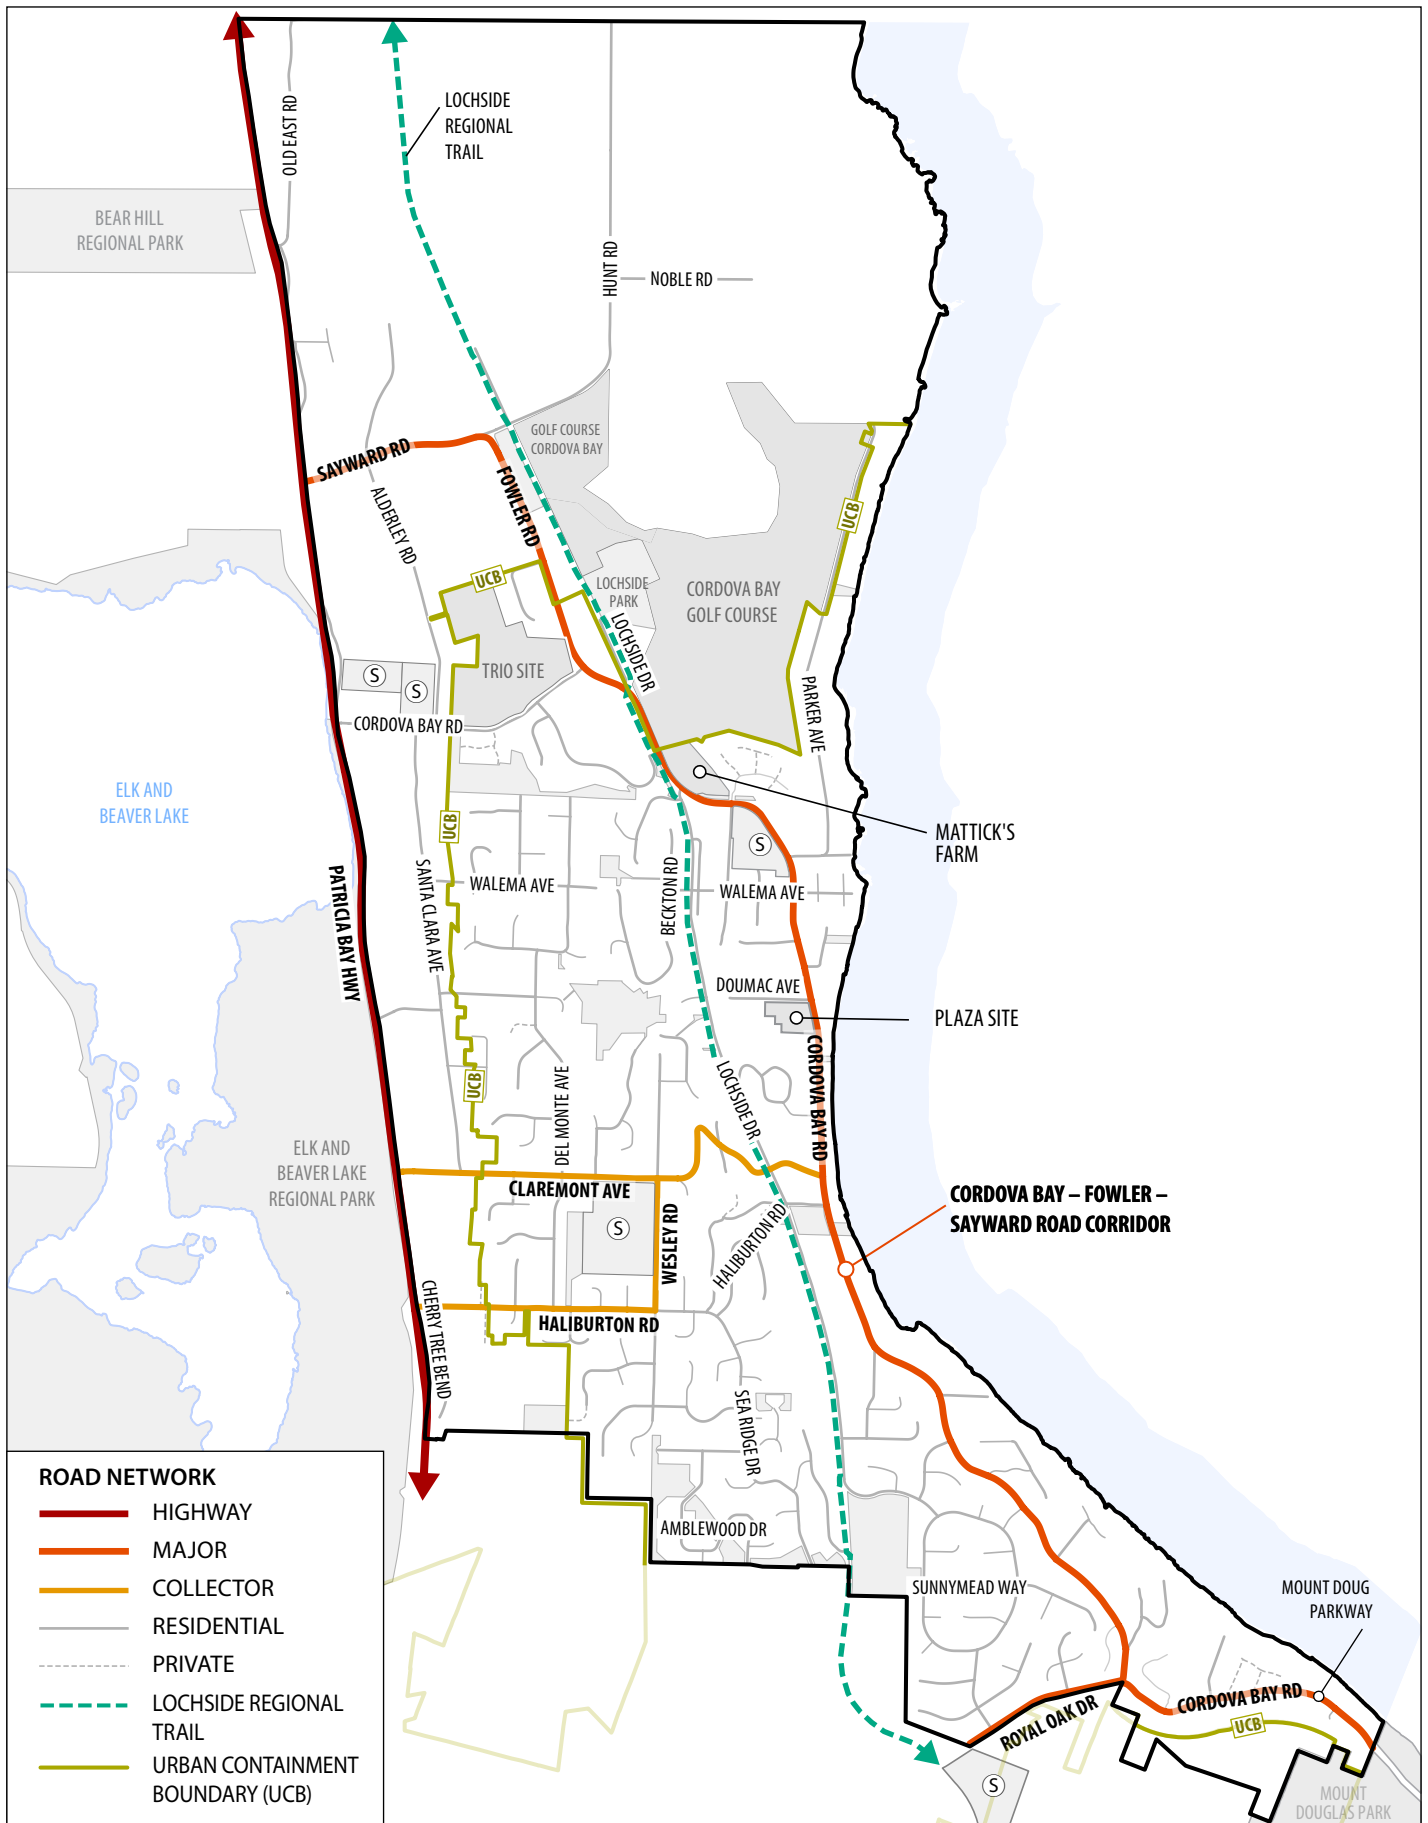 LOCHSIDE
REGIONAL
TRAIL
OLD EAST RD
BEAR HILL
REGIONAL PARK
HUNT RD
NOBLE RD
GOLF COURSE
CORDOVA BAY
SAYWARD RD
FOWLER RD
ALDERLEY RD
UCB
UCB
LOCHSIDE
PARK
CORDOVA BAY
GOLF COURSE
LOCHSIDE DR
TRIO SITE
S
S
CORDOVA BAY RD
PARKER AVE
ELK AND
BEAVER LAKE
MATTICK'S
FARM
UCB
S
PATRICIA BAY HWY
SANTA CLARA AVE
WALEMA AVE
BECKTON RD
WALEMA AVE
DOUMAC AVE
PLAZA SITE
UCB
DEL MONTE AVE
LOCHSIDE DR
CORDOVA BAY RD
ELK AND
BEAVER LAKE
REGIONAL PARK
CLAREMONT AVE
S
WESLEY RD
HALIBURTON RD
CORDOVA BAY – FOWLER –
SAYWARD ROAD CORRIDOR
CHERRY TREE BEND
HALIBURTON RD
SEA RIDGE DR
AMBLEWOOD DR
SUNNYMEAD WAY
MOUNT DOUG
PARKWAY
CORDOVA BAY RD
ROYAL OAK DR
UCB
S
MOUNT
DOUGLAS PARK
ROAD NETWORK
HIGHWAY
MAJOR
COLLECTOR
RESIDENTIAL
PRIVATE
LOCHSIDE REGIONAL
TRAIL
URBAN CONTAINMENT
BOUNDARY (UCB)